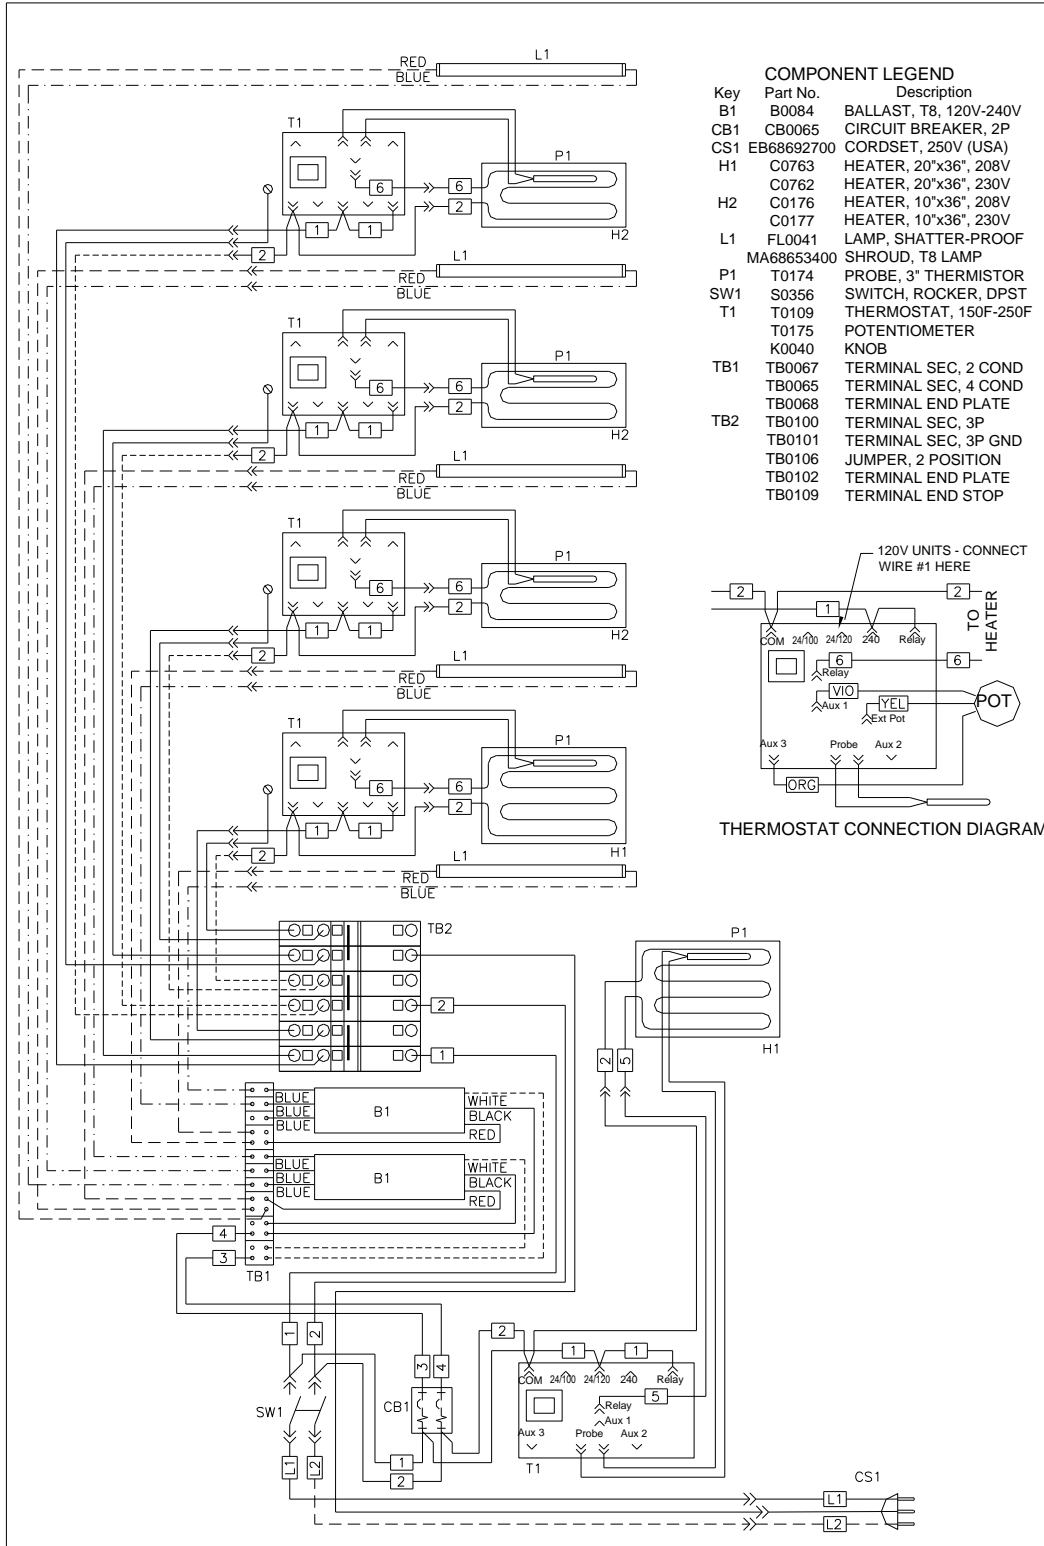 COMPONENT LEGEND
Key Part No. Description
B1 B0084 BALLAST, T8, 120V-240V
CB1 CB0065 CIRCUIT BREAKER, 2P
CS1 EB68692700 CORDSET, 250V (USA)
H1 C0763 HEATER, 20"x36", 208V
C0762 HEATER, 20"x36", 230V
H2 C0176 HEATER, 10"x36", 208V
C0177 HEATER, 10"x36", 230V
L1 FL0041 LAMP, SHATTER-PROOF
MA68653400 SHROUD, T8 LAMP
P1 T0174 PROBE, 3" THERMISTOR
SW1 S0356 SWITCH, ROCKER, DPST
T1 T0109 THERMOSTAT, 150F-250F
T0175 POTENTIOMETER
K0040 KNOB
TB1 TB0067 TERMINAL SEC, 2 COND
TB0065 TERMINAL SEC, 4 COND
TB0068 TERMINAL END PLATE
TB2 TB0100 TERMINAL SEC, 3P
TB0101 TERMINAL SEC, 3P GND
TB0106 JUMPER, 2 POSITION
TB0102 TERMINAL END PLATE
TB0109 TERMINAL END STOP
L1
RED
BLUE
T1
P1
6 6
2
1 1
2
H2
L1
RED
BLUE
T1
P1
6 6
2
1 1
2
H2
L1
RED
BLUE
T1
P1
6 6
2
1 1
2
H2
L1
RED
BLUE
T1
P1
6 6
2
1 1
2
H1
L1
RED
BLUE
120V UNITS - CONNECT
WIRE #1 HERE
2 2
1
TO
HEATER
COM 24/100 24/120 240 Relay
6 6
Relay
VIO
Aux 1
YEL
POT
Ext Pot
Aux 3 Probe Aux 2
ORG
THERMOSTAT CONNECTION DIAGRAM
TB2
2
1
P1
H1
2 5
BLUE WHITE
BLUE B1 BLACK
BLUE RED
BLUE WHITE
BLUE B1 BLACK
BLUE RED
4
3
TB1
1 2
3 4
2
1 1
COM 24/100 24/120 240 Relay
5
Relay
Aux 1
Aux 3 Probe Aux 2
T1
SW1
CB1
1
2
L1 L2
CS1
L1
L2